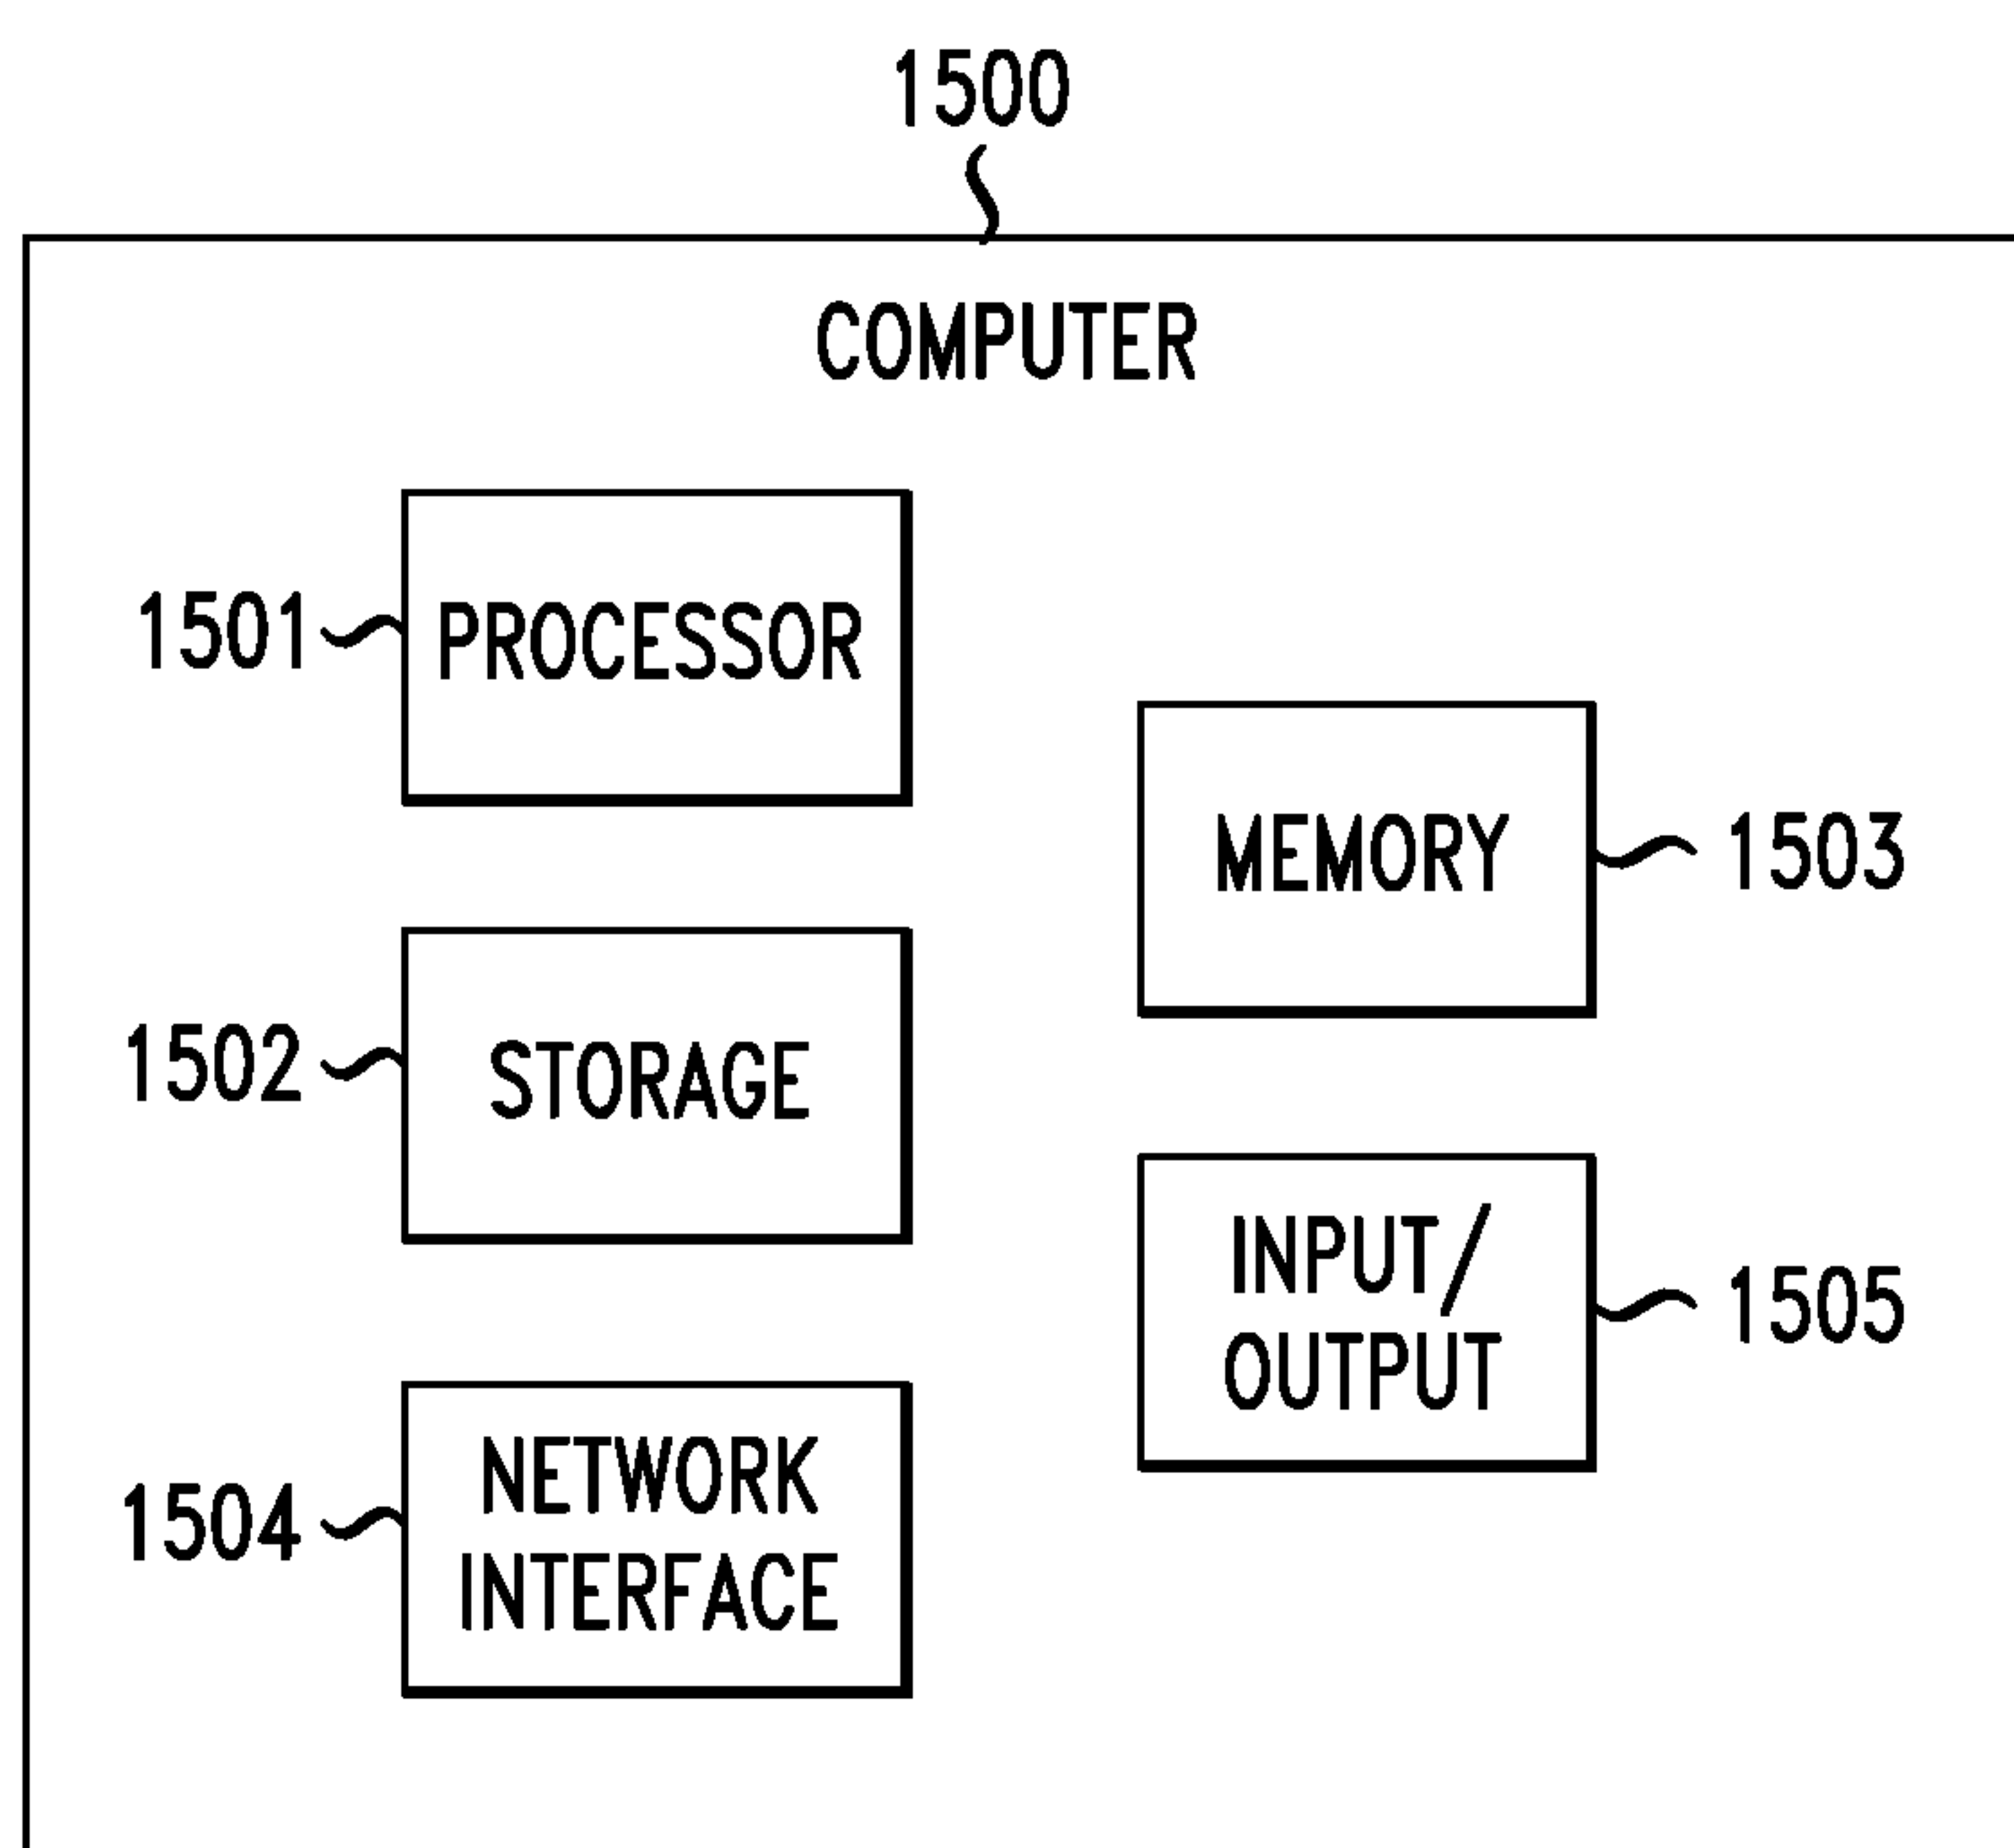 1500
COMPUTER
1501
PROCESSOR
MEMORY
1503
1502
STORAGE
INPUT/
OUTPUT
1505
1504
NETWORK
INTERFACE